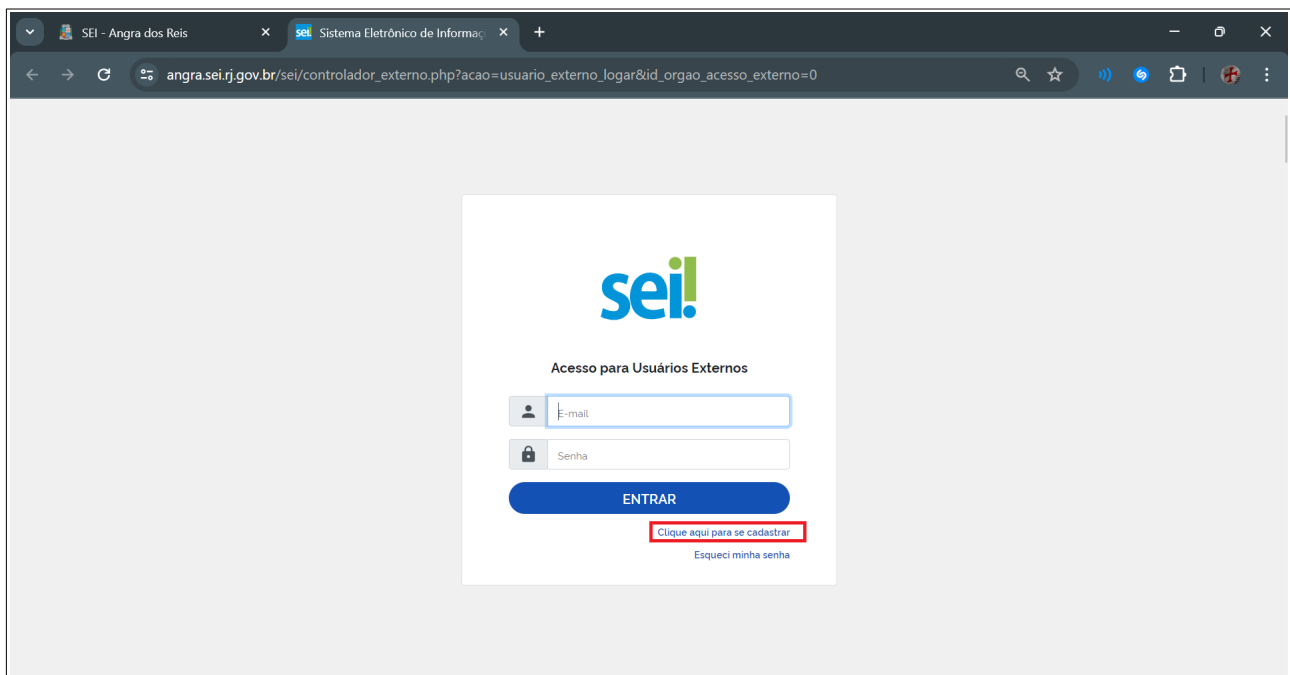 SEI - Angra dos Reis
sei! Sistema Eletrônico de Informaç
angra.sei.rj.gov.br/sei/controlador_externo.php?acao=usuario_externo_logar&id_orgao_acesso_externo=0
sei!
Acesso para Usuários Externos
E-mail
Senha
ENTRAR
Clique aqui para se cadastrar
Esqueci minha senha